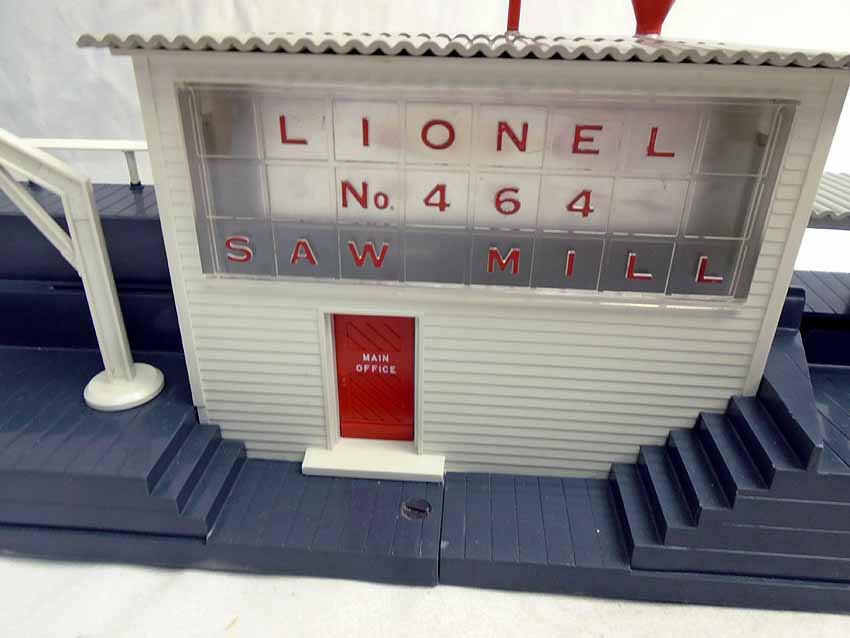 LIONEL
No. 464
SAW MILL
MAIN
OFFICE